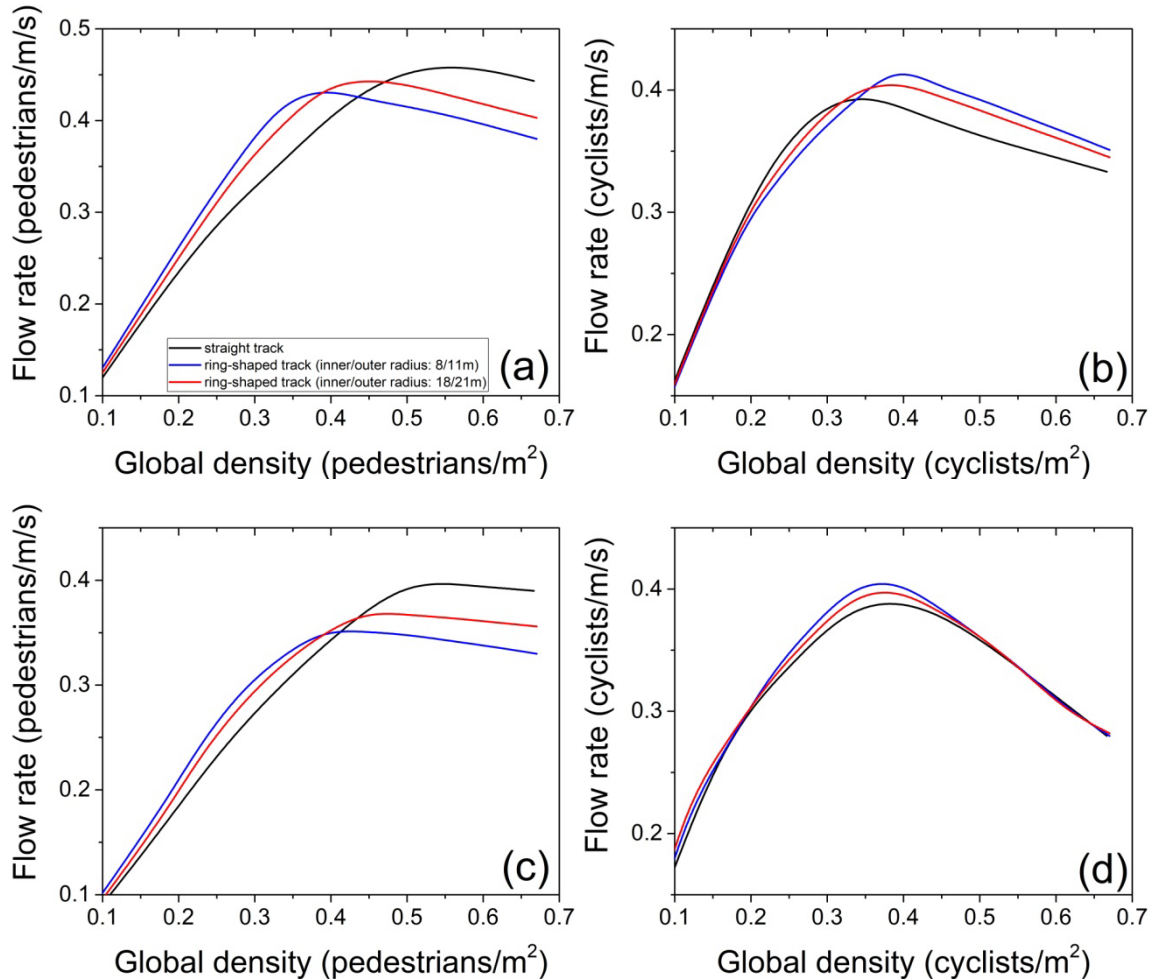 Flow rate (pedestrians/m/s)
0.5
0.4
0.3
0.2
0.1
straight track
ring-shaped track (inner/outer radius: 8/11m)
ring-shaped track (inner/outer radius: 18/21m)
(a)
0.1 0.2 0.3 0.4 0.5 0.6 0.7
Global density (pedestrians/m²)
Flow rate (cyclists/m/s)
0.4
0.3
0.2
(b)
0.1 0.2 0.3 0.4 0.5 0.6 0.7
Global density (cyclists/m²)
Flow rate (pedestrians/m/s)
0.4
0.3
0.2
0.1
(c)
0.1 0.2 0.3 0.4 0.5 0.6 0.7
Global density (pedestrians/m²)
Flow rate (cyclists/m/s)
0.4
0.3
0.2
(d)
0.1 0.2 0.3 0.4 0.5 0.6 0.7
Global density (cyclists/m²)